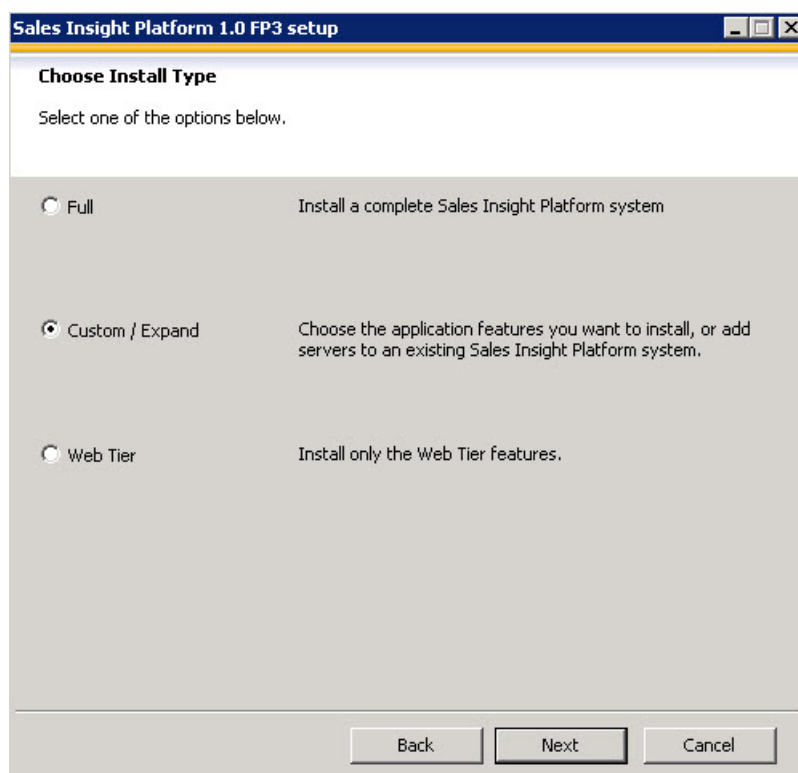 Sales Insight Platform 1.0 FP3 setup
Choose Install Type
Select one of the options below.
Full
Install a complete Sales Insight Platform system
Custom / Expand
Choose the application features you want to install, or add
servers to an existing Sales Insight Platform system.
Web Tier
Install only the Web Tier features.
Back
Next
Cancel